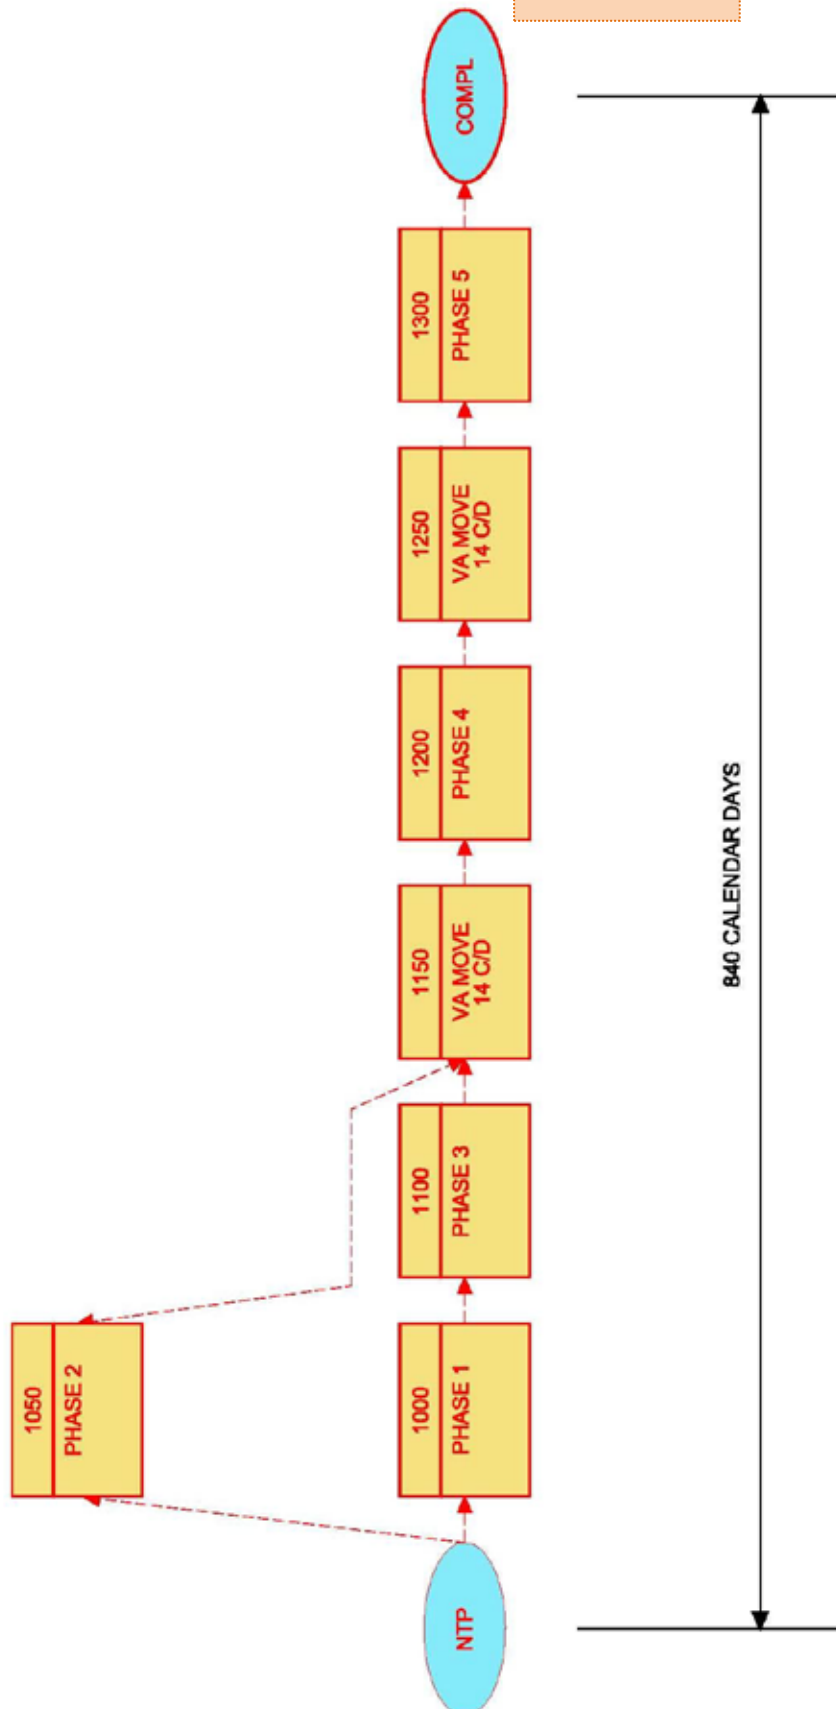 NTP
1050
PHASE 2
1000
PHASE 1
1100
PHASE 3
1150
VA MOVE
14 C/D
1200
PHASE 4
1250
VA MOVE
14 C/D
1300
PHASE 5
COMPL
840 CALENDAR DAYS